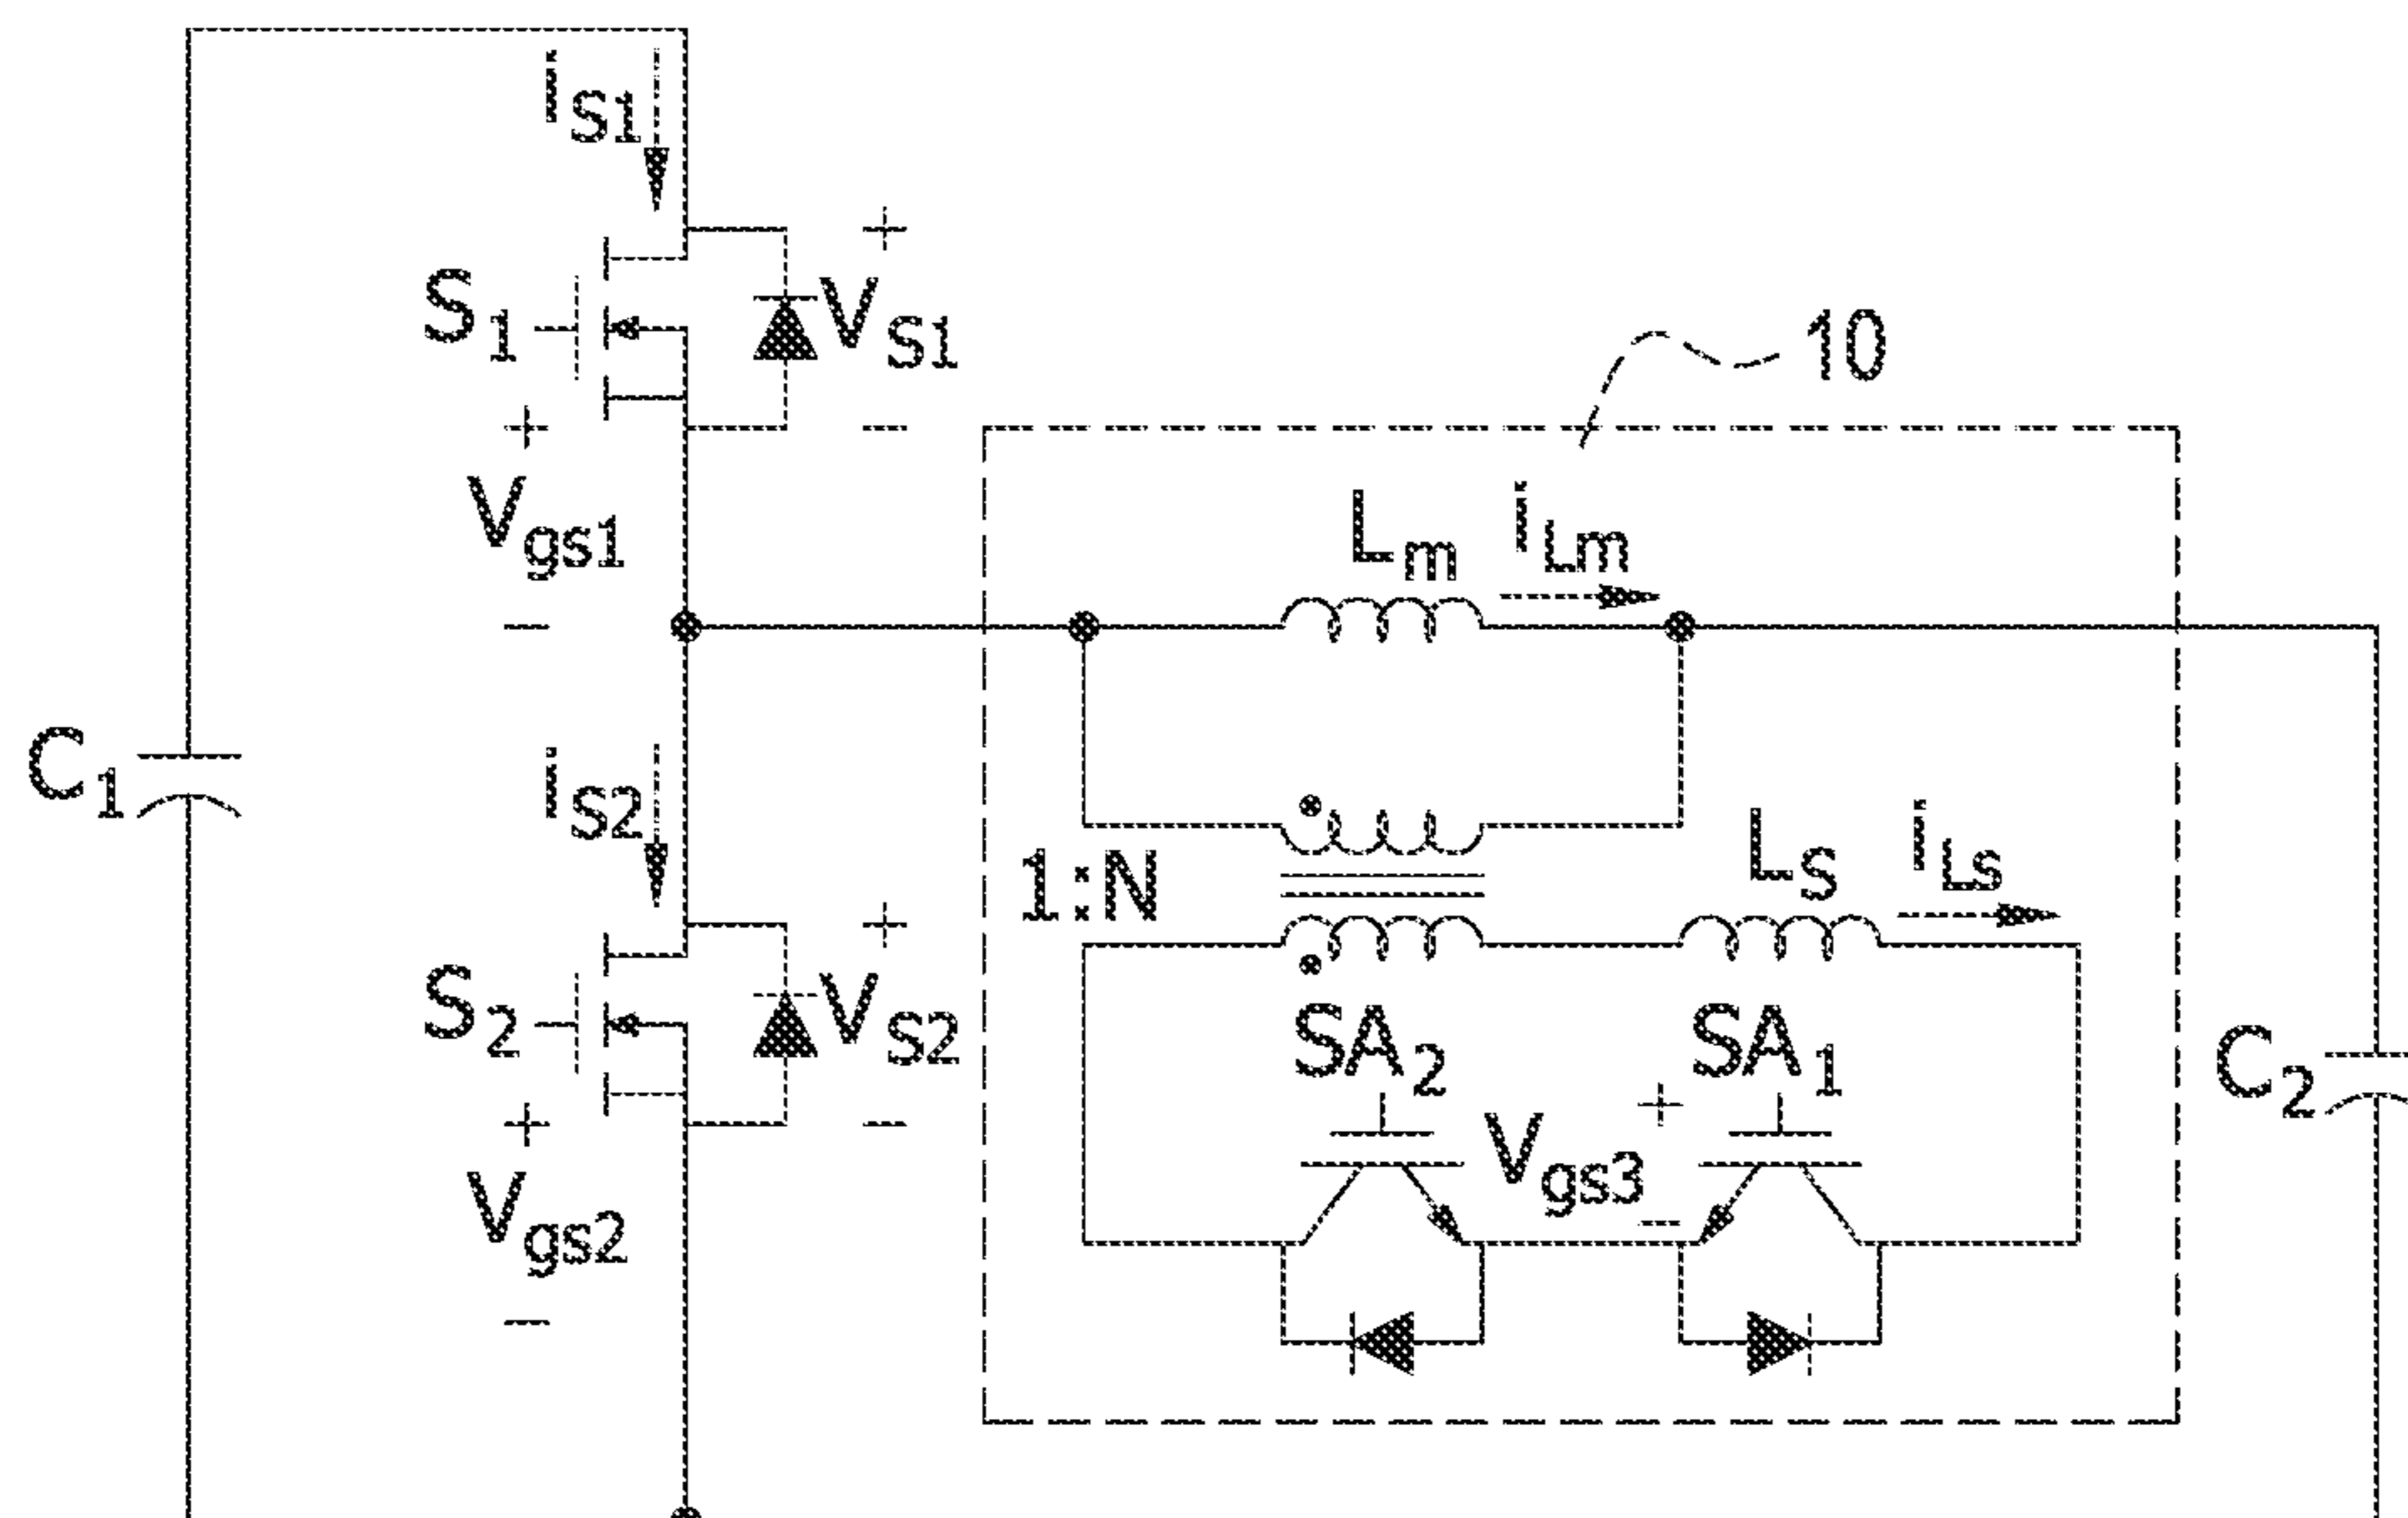 iS1
+
S1
VS1
10
+
−
Vgs1
Lm
iLm
−
C1
iS2
LS
iLs
1:N
+
S2
VS2
SA2
SA1
C2
+
−
Vgs3
+
−
Vgs2
−